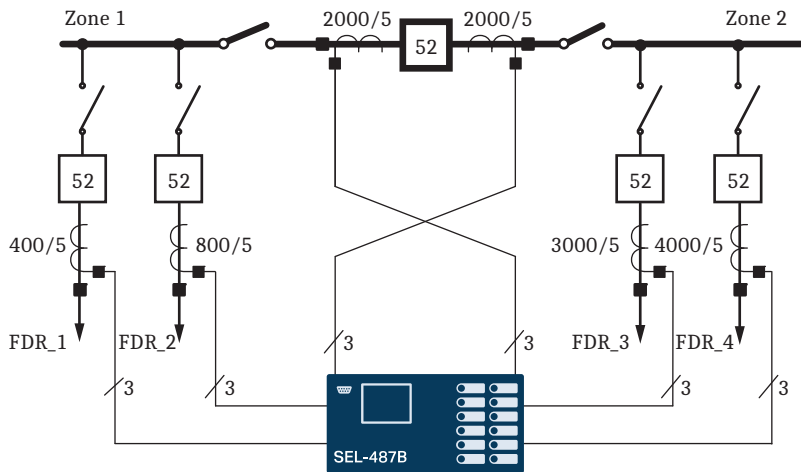 Zone 1
2000/5
2000/5
Zone 2
52
52
52
52
52
400/5
800/5
3000/5
4000/5
FDR_1
FDR_2
FDR_3
FDR_4
3
3
3
3
3
3
SEL-487B